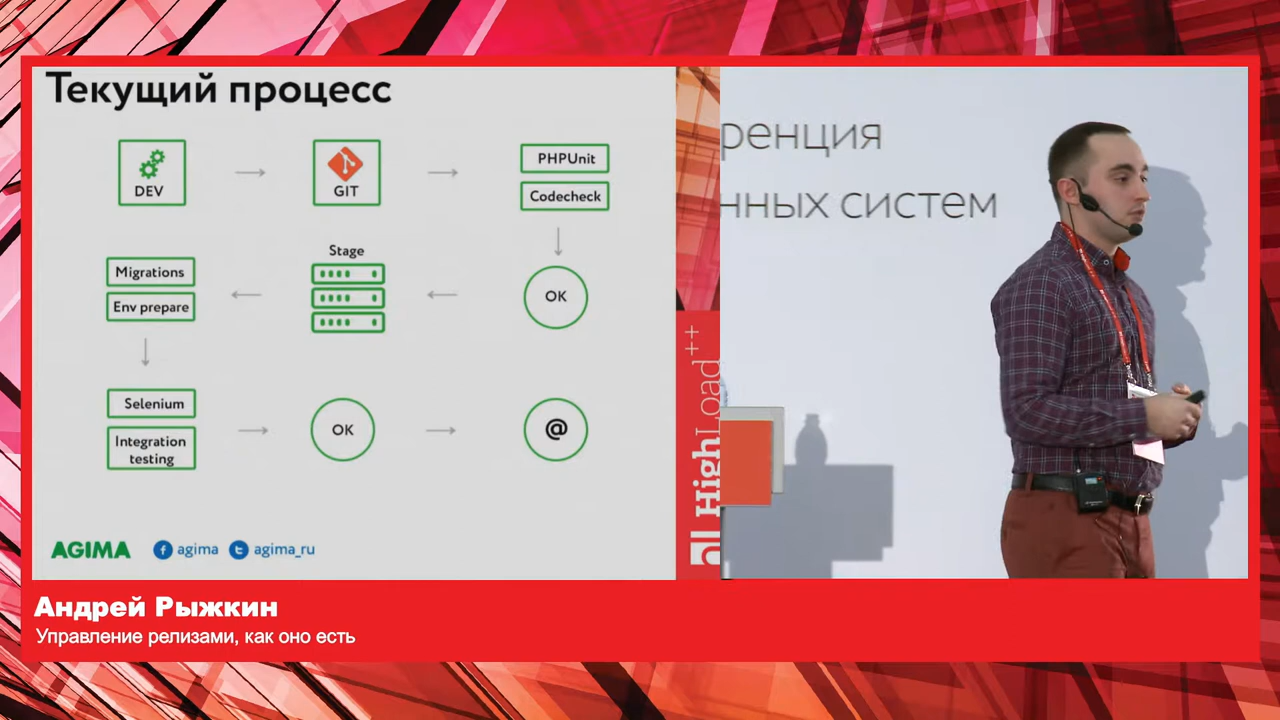 Текущий процесс
DEV
GIT
PHPUnit
Codecheck
OK
Stage
Migrations
Env prepare
Selenium
Integration
testing
OK
@
AGIMA
agima
agima_ru
HighLoad++
ренция
нных систем
Андрей Рыжкин
Управление релизами, как оно есть